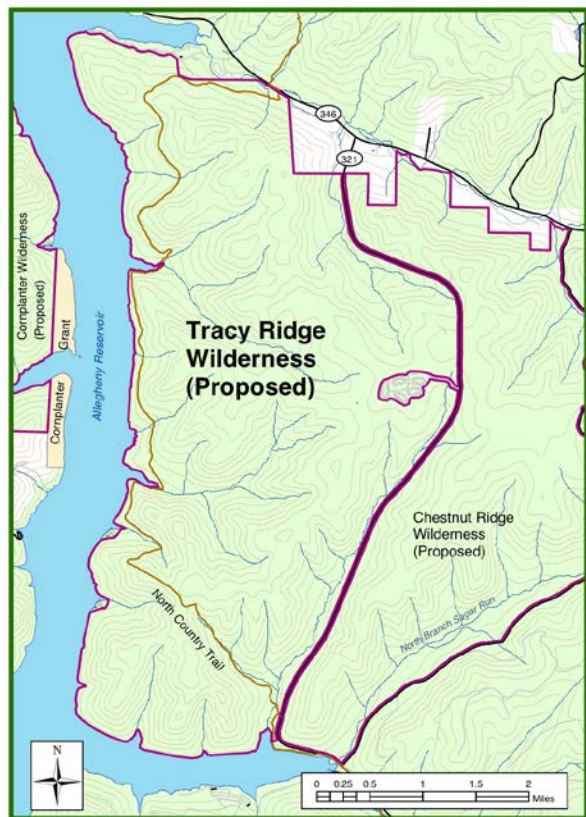 346
321
Cornplanter Wilderness
(Proposed)
Grant
Cornplanter
Allegheny Reservoir
Tracy Ridge
Wilderness
(Proposed)
Chestnut Ridge
Wilderness
(Proposed)
North Branch Sugar Run
North Country Trail
N
0 0.25 0.5 1 1.5 2
Miles